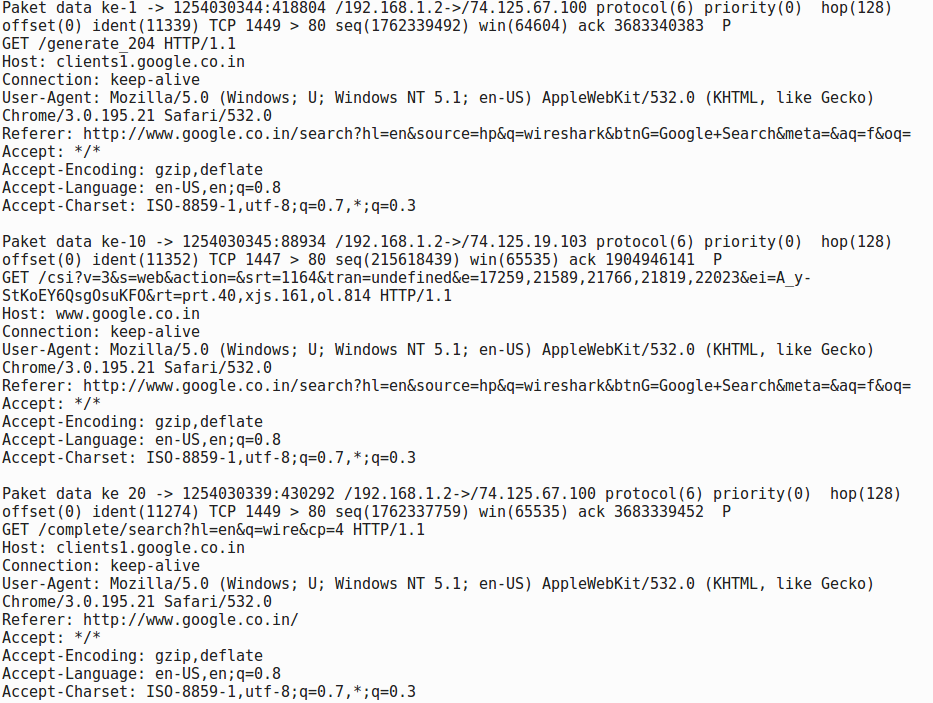 Paket data ke-1 -> 1254030344:418804 /192.168.1.2->/74.125.67.100 protocol(6) priority(0)  hop(128)
offset(0) ident(11339) TCP 1449 > 80 seq(1762339492) win(64604) ack 3683340383  P
GET /generate_204 HTTP/1.1
Host: clients1.google.co.in
Connection: keep-alive
User-Agent: Mozilla/5.0 (Windows; U; Windows NT 5.1; en-US) AppleWebKit/532.0 (KHTML, like Gecko)
Chrome/3.0.195.21 Safari/532.0
Referer: http://www.google.co.in/search?hl=en&source=hp&q=wireshark&btnG=Google+Search&meta=&aq=f&oq=
Accept: */*
Accept-Encoding: gzip,deflate
Accept-Language: en-US,en;q=0.8
Accept-Charset: ISO-8859-1,utf-8;q=0.7,*;q=0.3

Paket data ke-10 -> 1254030345:88934 /192.168.1.2->/74.125.19.103 protocol(6) priority(0)  hop(128)
offset(0) ident(11352) TCP 1447 > 80 seq(215618439) win(65535) ack 1904946141  P
GET /csi?v=3&s=web&action=&srt=1164&tran=undefined&e=17259,21589,21766,21819,22023&ei=A_y-
StKoEY6QsgOsuKFO&rt=prt.40,xjs.161,ol.814 HTTP/1.1
Host: www.google.co.in
Connection: keep-alive
User-Agent: Mozilla/5.0 (Windows; U; Windows NT 5.1; en-US) AppleWebKit/532.0 (KHTML, like Gecko)
Chrome/3.0.195.21 Safari/532.0
Referer: http://www.google.co.in/search?hl=en&source=hp&q=wireshark&btnG=Google+Search&meta=&aq=f&oq=
Accept: */*
Accept-Encoding: gzip,deflate
Accept-Language: en-US,en;q=0.8
Accept-Charset: ISO-8859-1,utf-8;q=0.7,*;q=0.3

Paket data ke 20 -> 1254030339:430292 /192.168.1.2->/74.125.67.100 protocol(6) priority(0)  hop(128)
offset(0) ident(11274) TCP 1449 > 80 seq(1762337759) win(65535) ack 3683339452  P
GET /complete/search?hl=en&q=wire&cp=4 HTTP/1.1
Host: clients1.google.co.in
Connection: keep-alive
User-Agent: Mozilla/5.0 (Windows; U; Windows NT 5.1; en-US) AppleWebKit/532.0 (KHTML, like Gecko)
Chrome/3.0.195.21 Safari/532.0
Referer: http://www.google.co.in/
Accept: */*
Accept-Encoding: gzip,deflate
Accept-Language: en-US,en;q=0.8
Accept-Charset: ISO-8859-1,utf-8;q=0.7,*;q=0.3